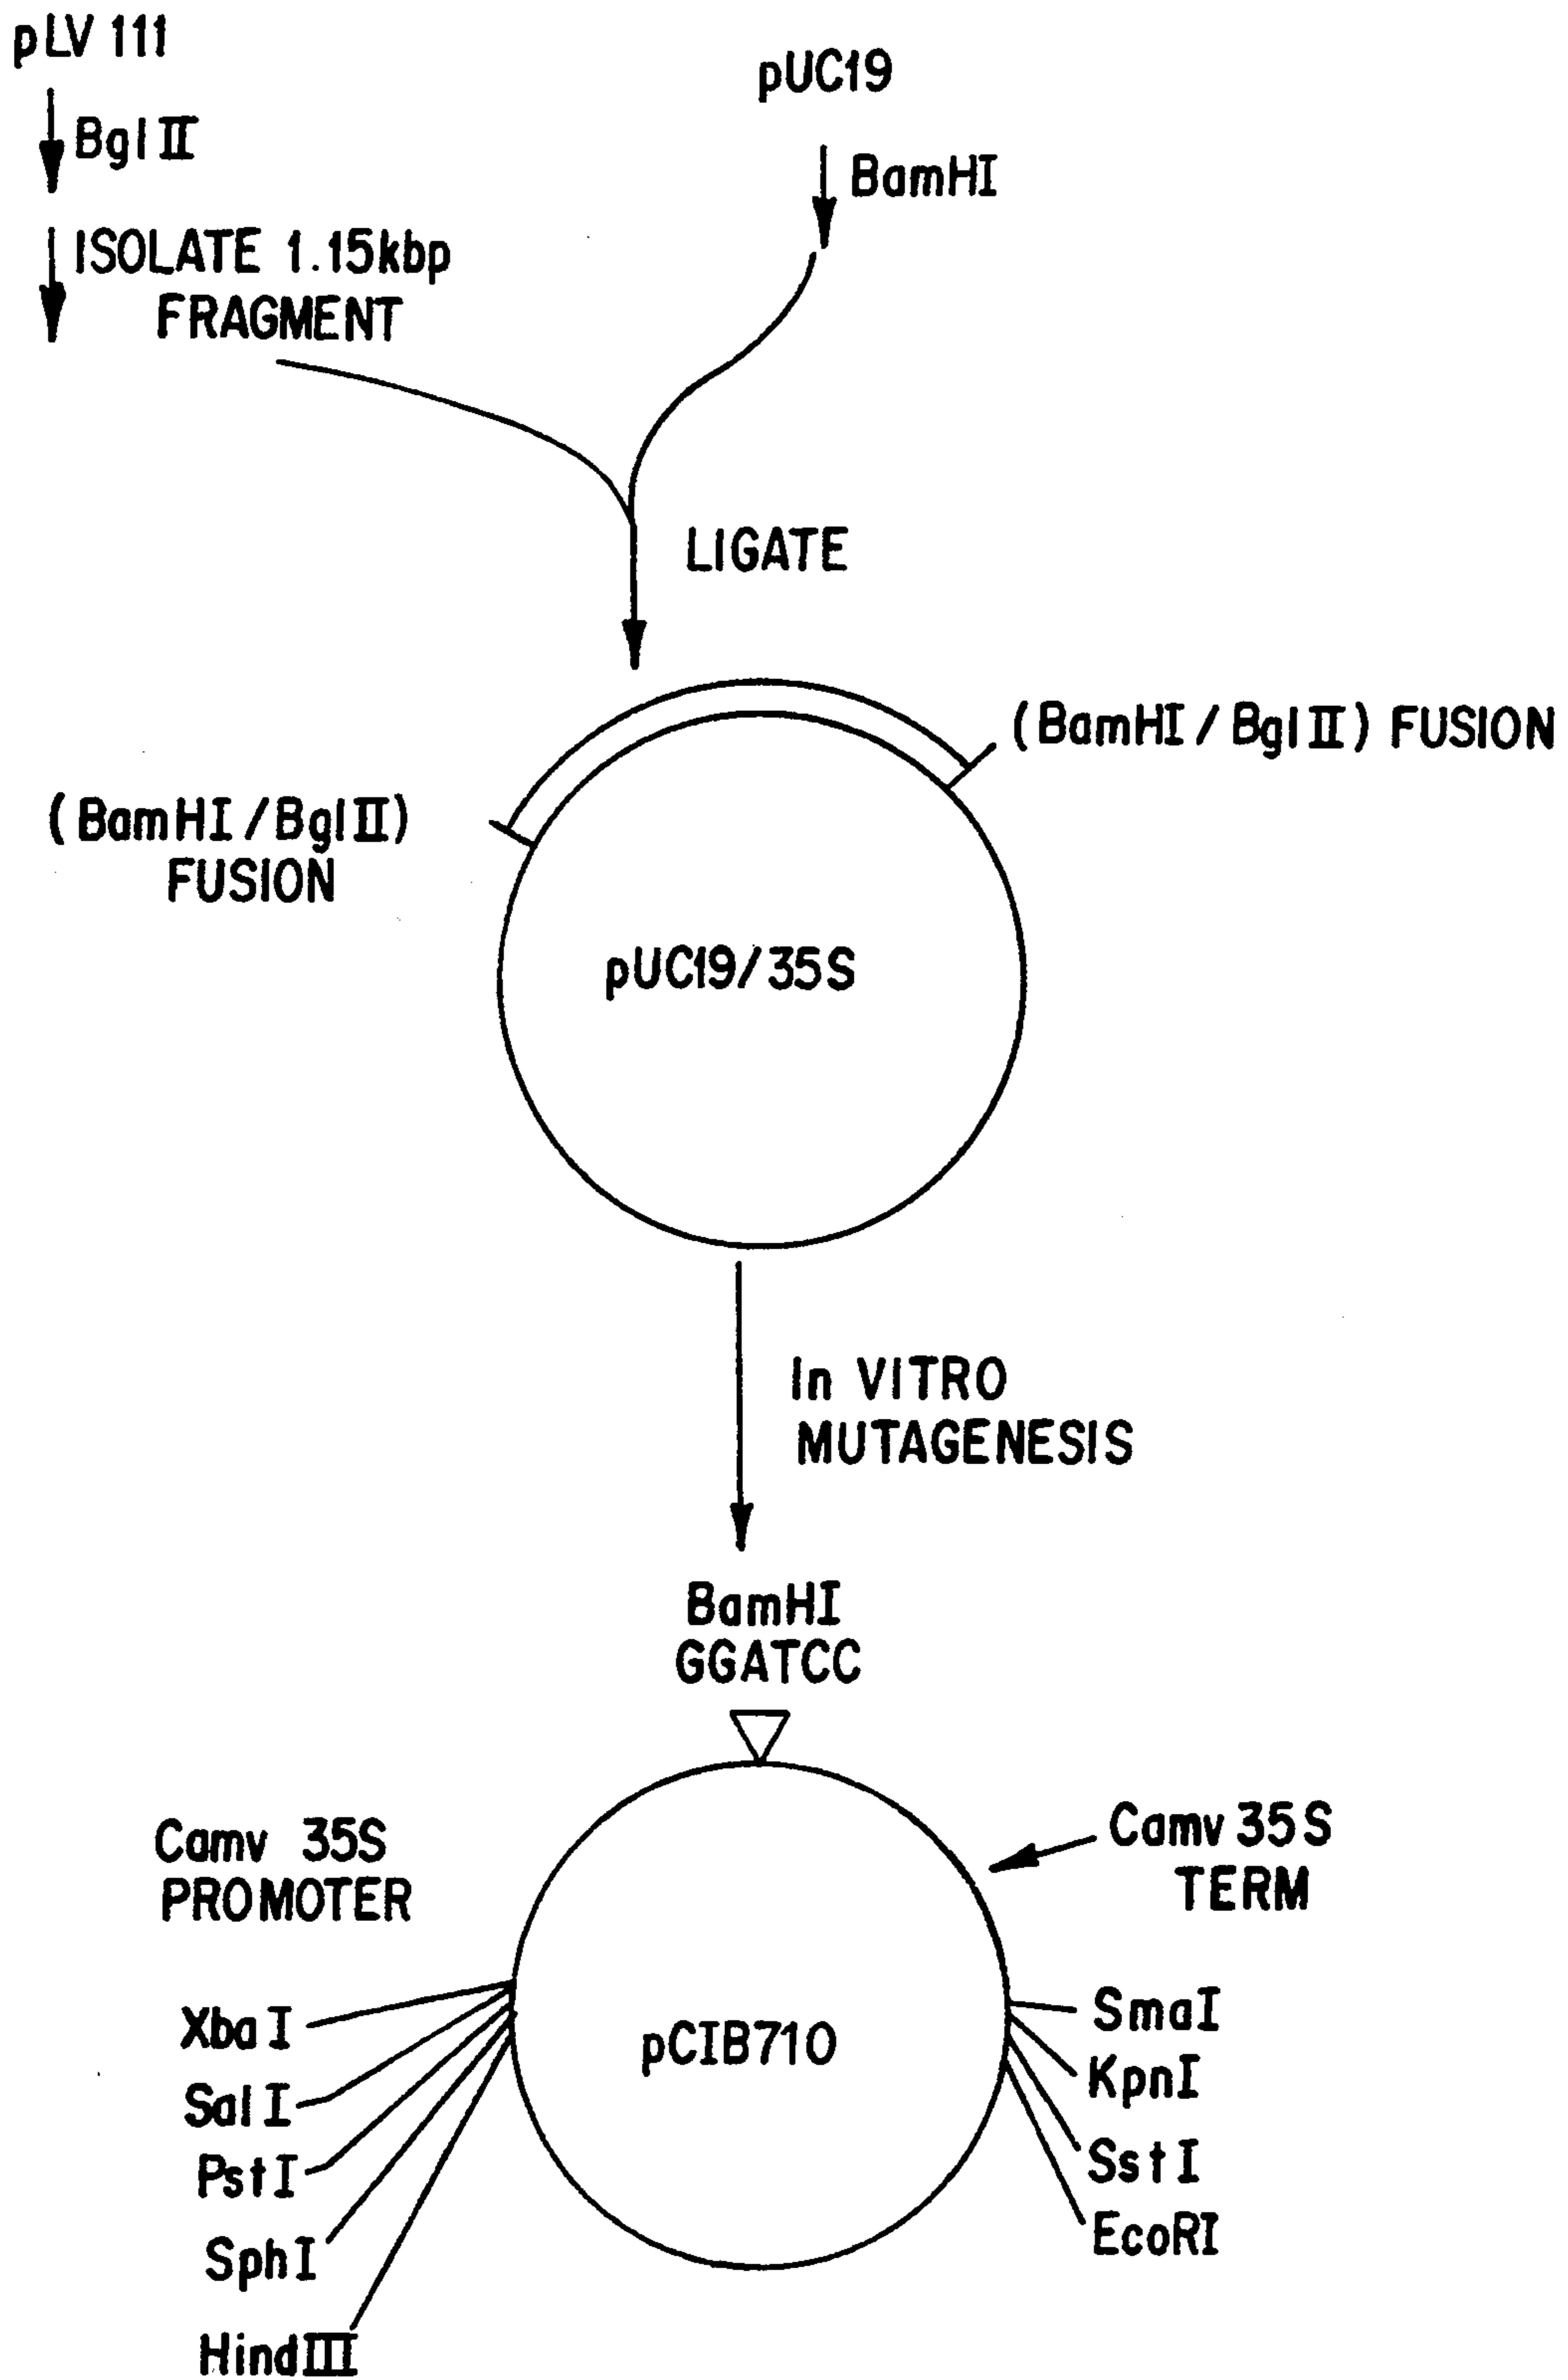 pLV 111
BglII
ISOLATE 1.15kbp
FRAGMENT
pUC19
BamHI
LIGATE
(BamHI/BglII) FUSION
(BamHI/BglII)
FUSION
pUC19/35S
In VITRO
MUTAGENESIS
BamHI
GGATCC
Camv 35S
PROMOTER
Camv 35S
TERM
XbaI
SalI
PstI
SphI
HindIII
pCIB710
SmaI
KpnI
SstI
EcoRI